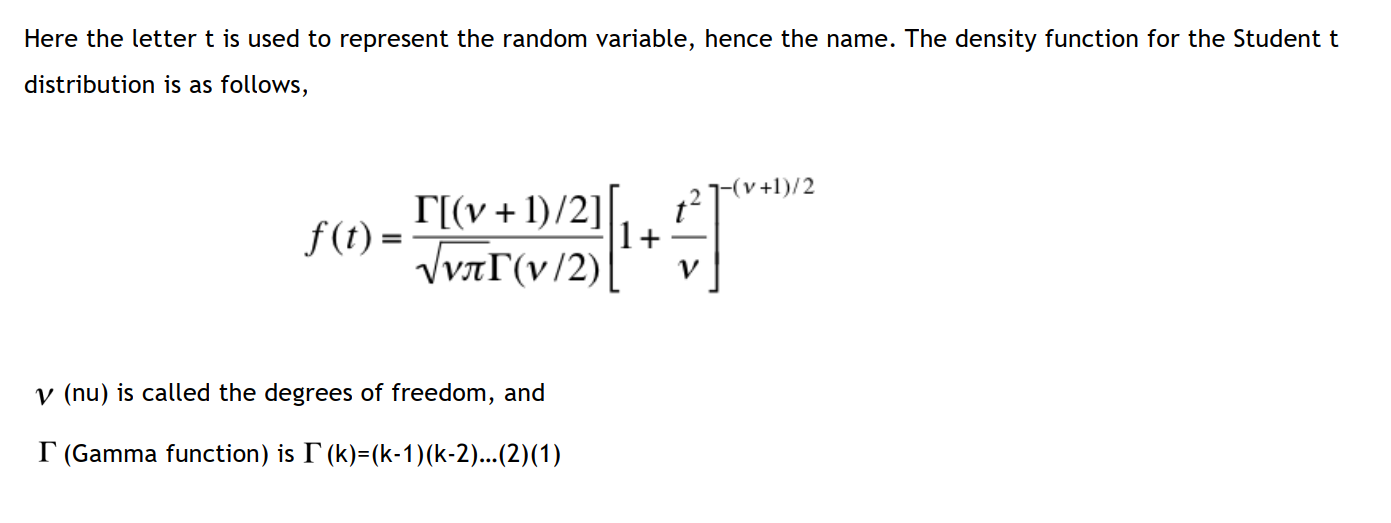 Here the letter t is used to represent the random variable, hence the name. The density function for the Student t
distribution is as follows,
f(t) = Γ[(ν + 1)/2] / √νπΓ(ν/2) [1 + t²/ν]^-(ν+1)/2
ν (nu) is called the degrees of freedom, and
Γ (Gamma function) is Γ(k)=(k-1)(k-2)...(2)(1)